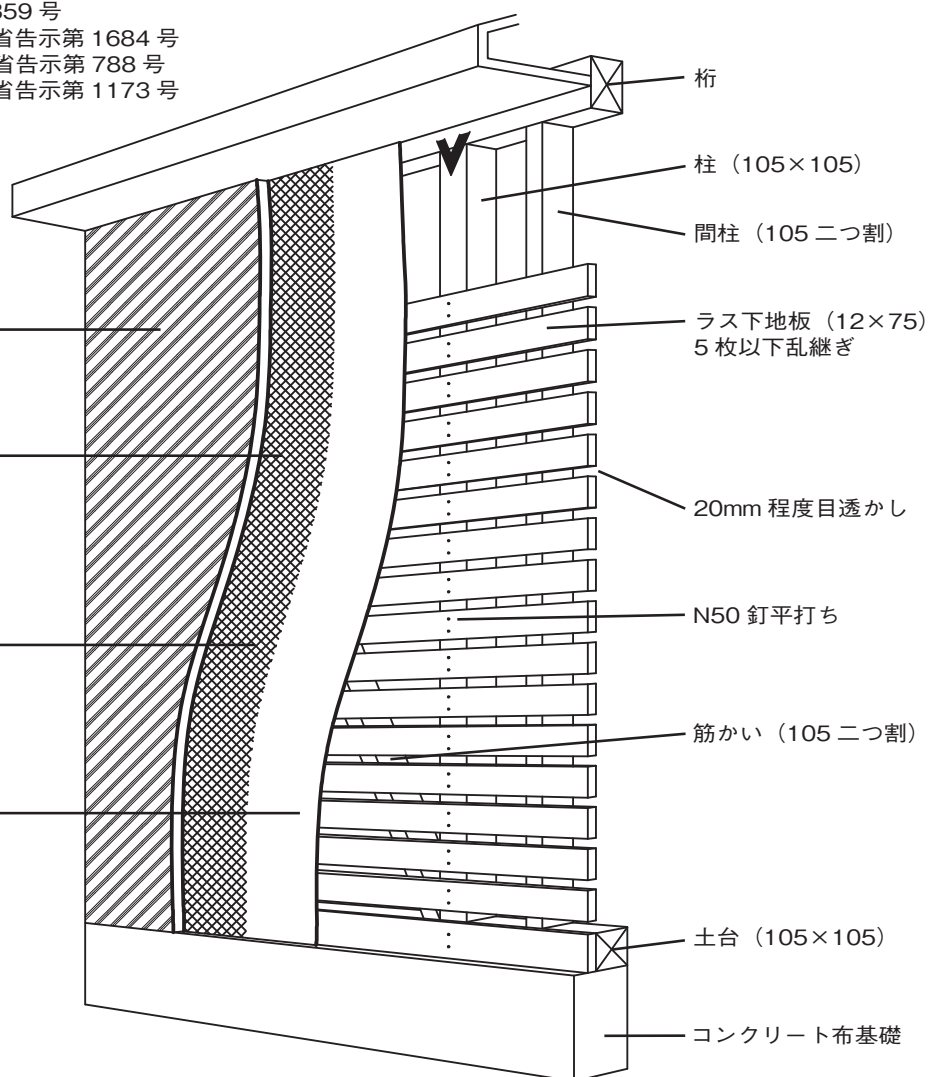 859 号
省告示第 1684 号
省告示第 788 号
省告示第 1173 号
桁
柱（105×105）
間柱（105 二つ割）
ラス下地板（12×75）
5 枚以下乱継ぎ
20mm 程度目透かし
N50 釘平打ち
筋かい（105 二つ割）
土台（105×105）
コンクリート布基礎